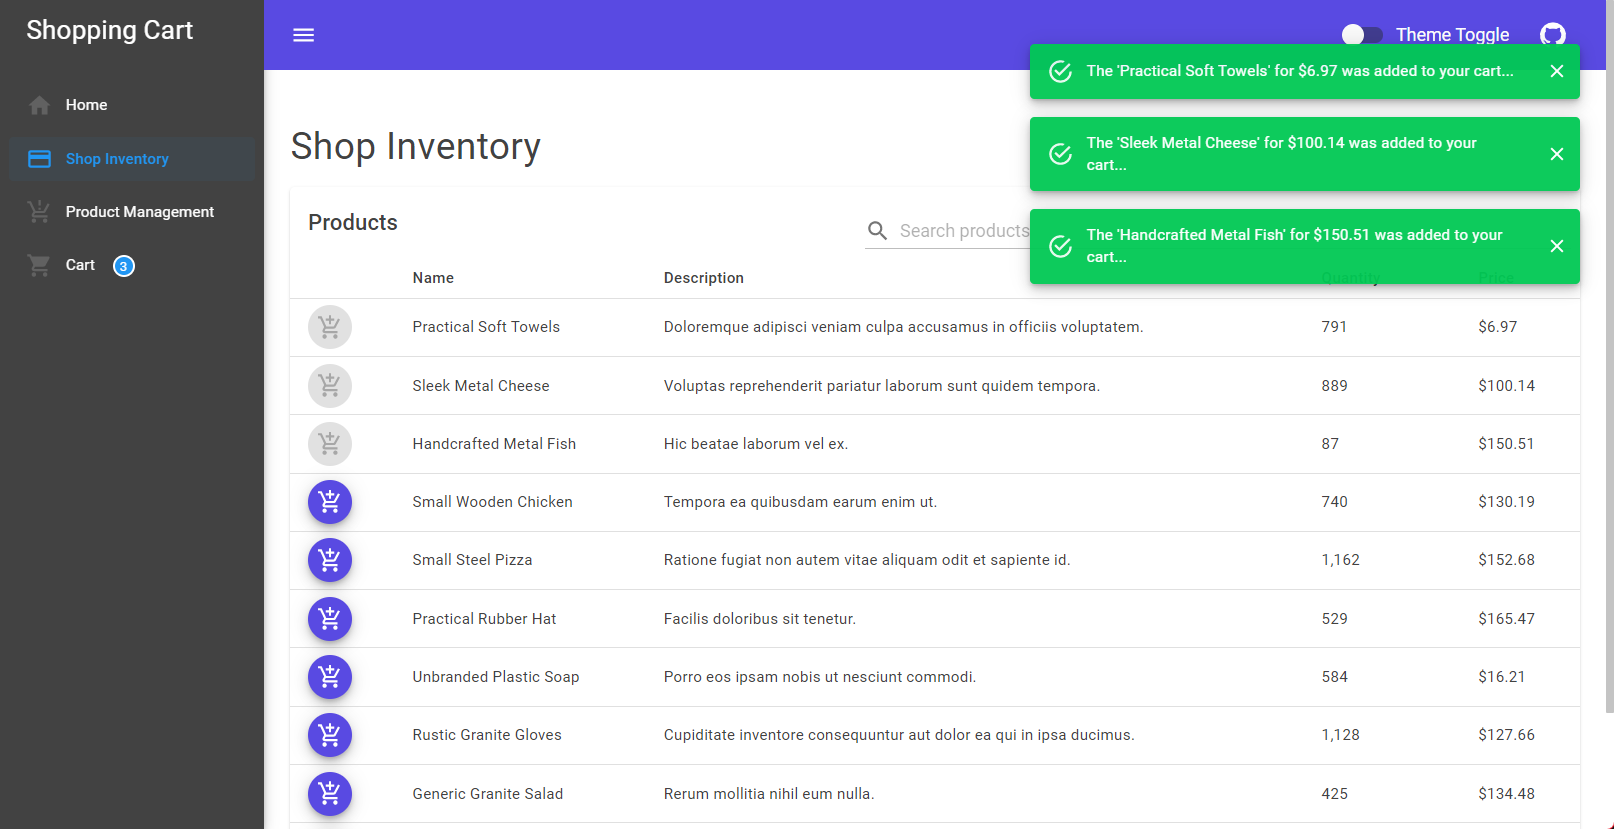 Shopping Cart
Theme Toggle
Home
Shop Inventory
Product Management
Cart 3
The 'Practical Soft Towels' for $6.97 was added to your cart...
The 'Sleek Metal Cheese' for $100.14 was added to your
cart...
The 'Handcrafted Metal Fish' for $150.51 was added to your
cart...
Shop Inventory
Products
Search products
Name Description Quantity Price
Practical Soft Towels Doloremque adipisci veniam culpa accusamus in officiis voluptatem. 791 $6.97
Sleek Metal Cheese Voluptas reprehenderit pariatur laborum sunt quidem tempora. 889 $100.14
Handcrafted Metal Fish Hic beatae laborum vel ex. 87 $150.51
Small Wooden Chicken Tempora ea quibusdam earum enim ut. 740 $130.19
Small Steel Pizza Ratione fugiat non autem vitae aliquam odit et sapiente id. 1,162 $152.68
Practical Rubber Hat Facilis doloribus sit tenetur. 529 $165.47
Unbranded Plastic Soap Porro eos ipsam nobis ut nesciunt commodi. 584 $16.21
Rustic Granite Gloves Cupiditate inventore consequuntur aut dolor ea qui in ipsa ducimus. 1,128 $127.66
Generic Granite Salad Rerum mollitia nihil eum nulla. 425 $134.48